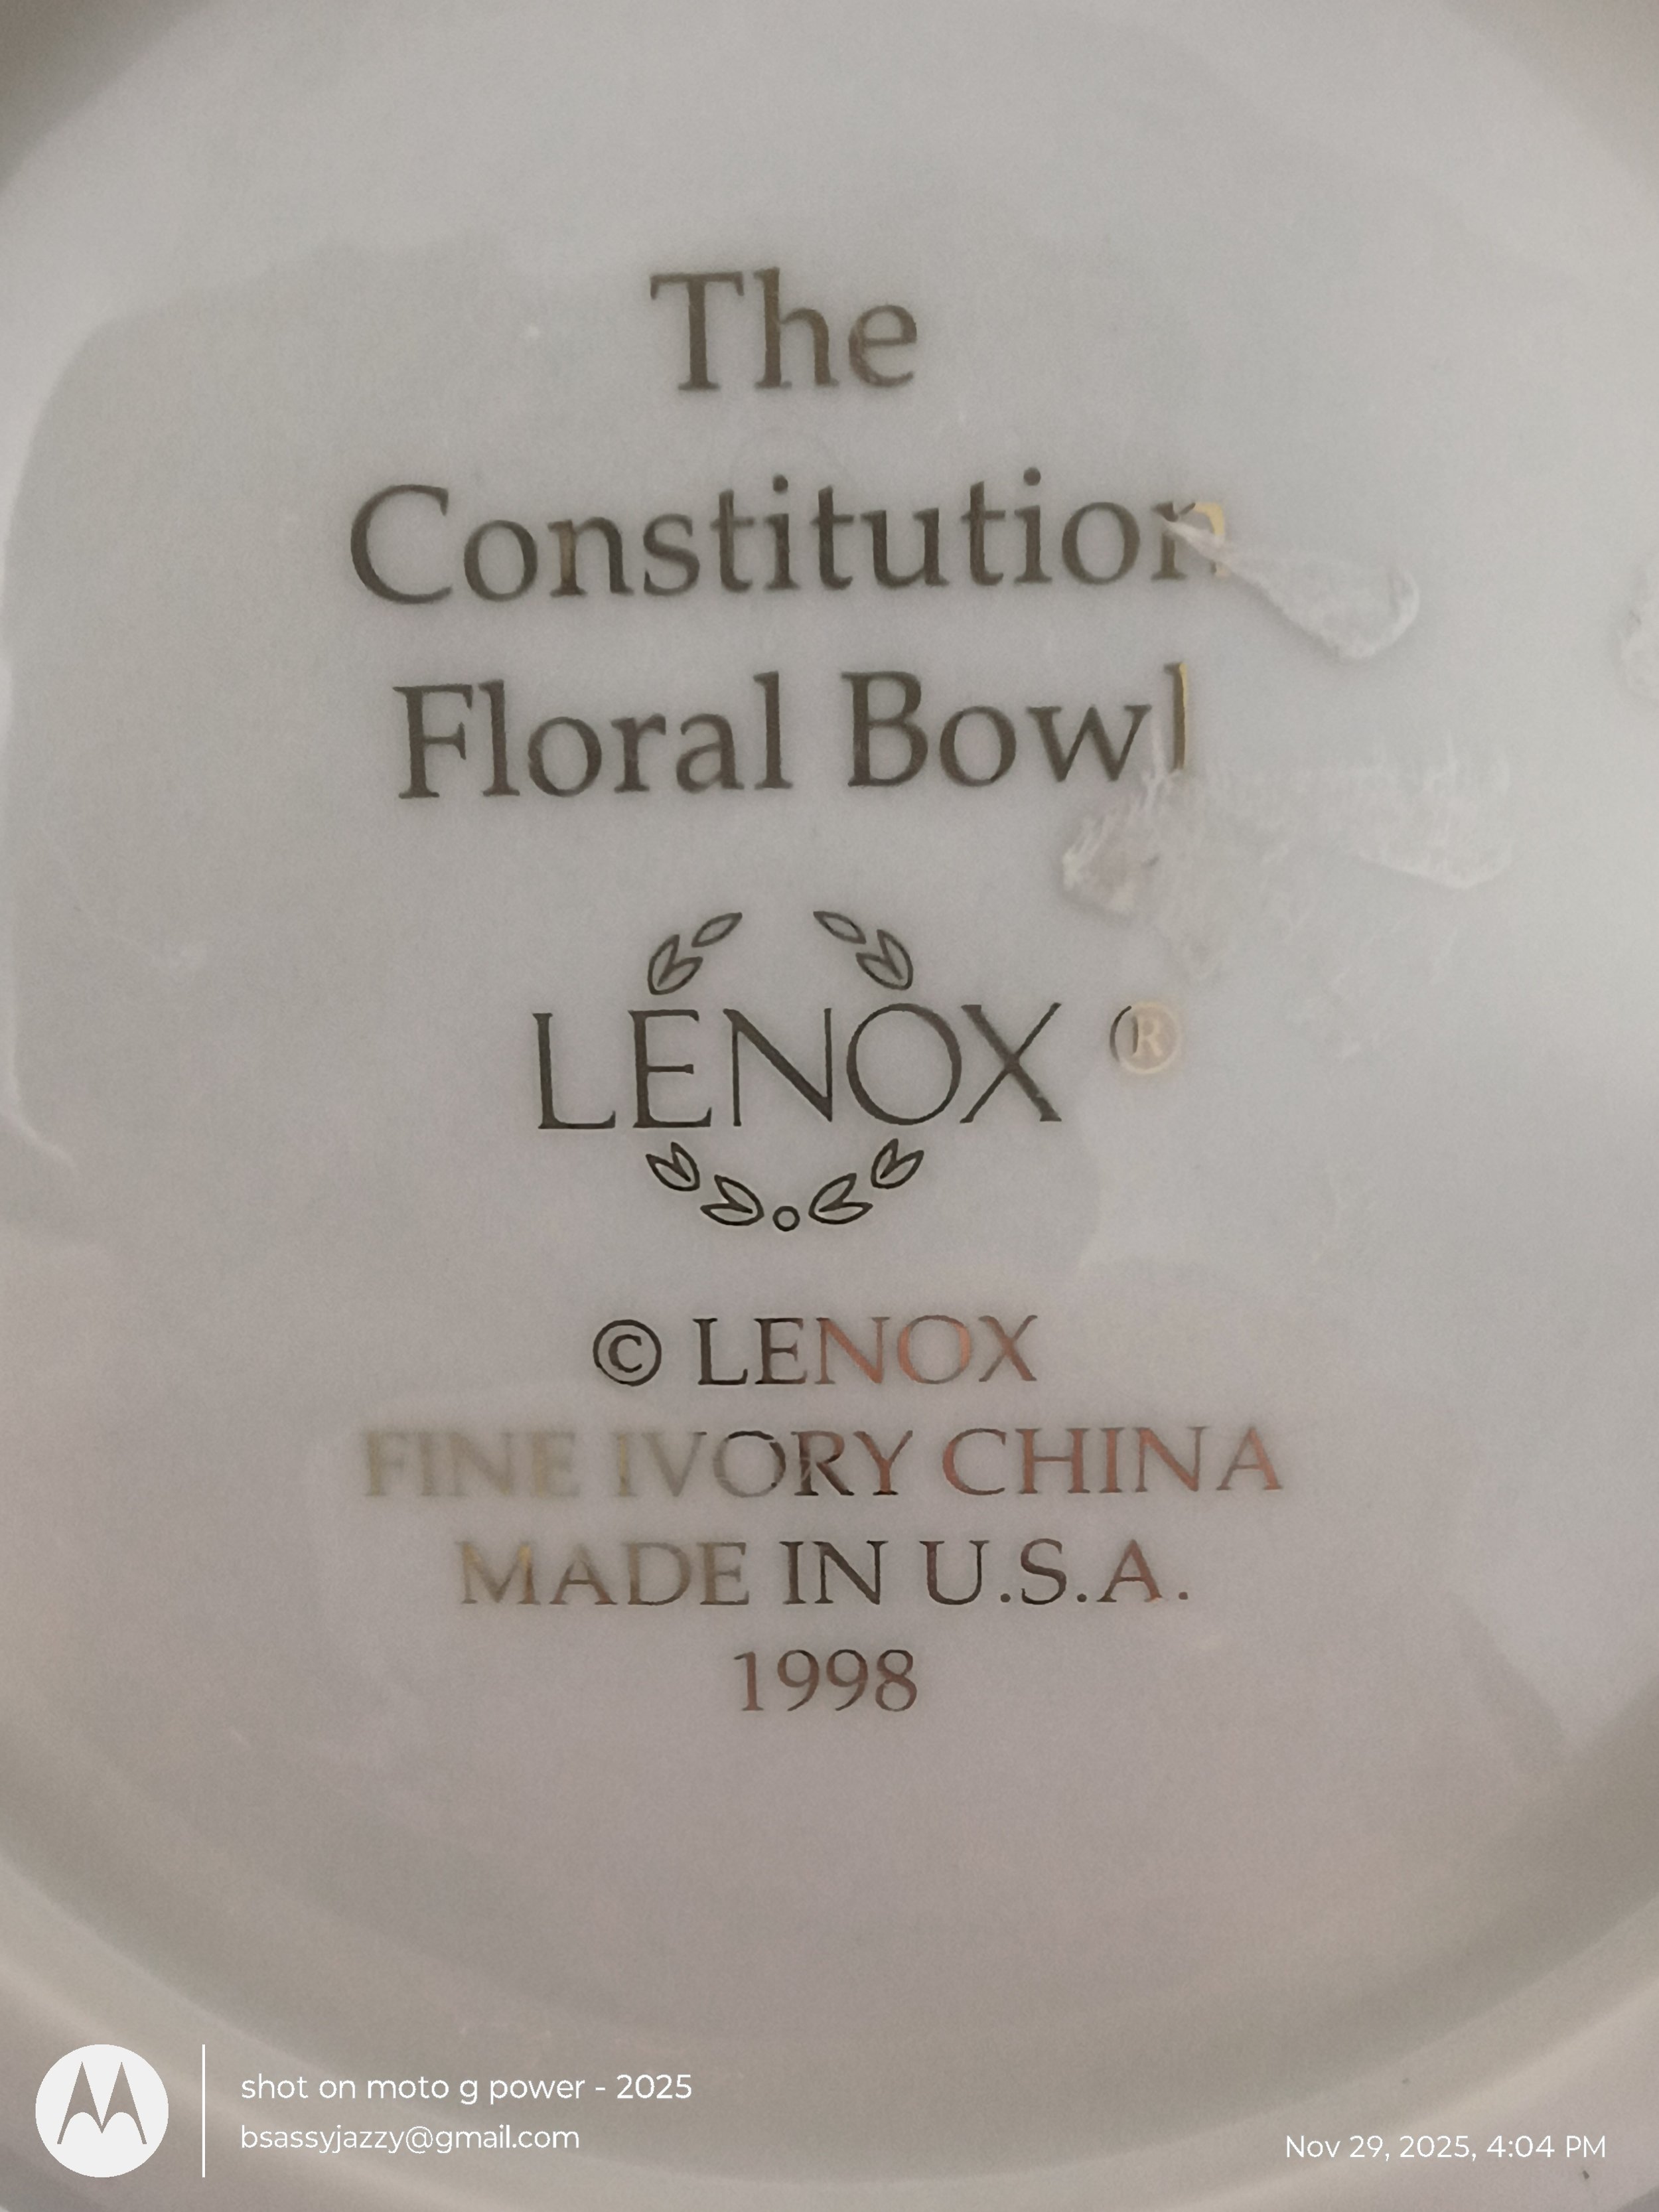 The
Constitution
Floral Bowl
LENOX ®
© LENOX
FINE IVORY CHINA
MADE IN U.S.A.
1998
shot on moto g power - 2025
bsassyjazzy@gmail.com
Nov 29, 2025, 4:04 PM